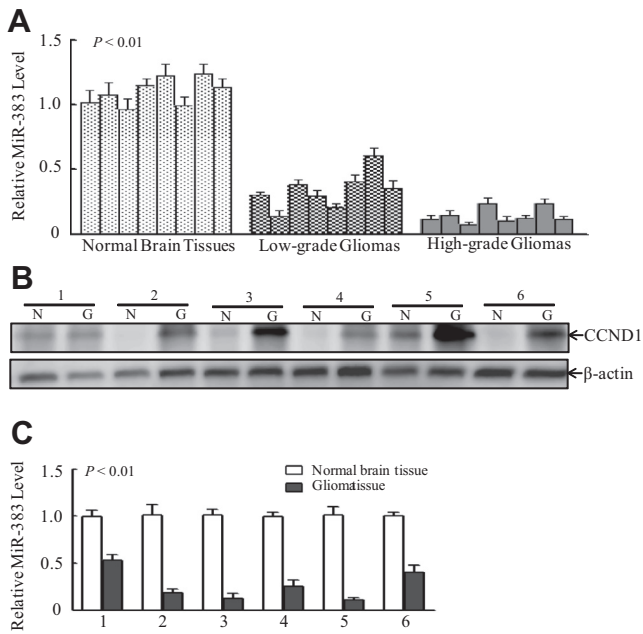 A
P < 0.01
Relative MiR-383 Level
1.5
1.0
0.5
0
Normal Brain Tissues Low-grade Gliomas High-grade Gliomas
B
1 2 3 4 5 6
N G N G N G N G N G N G
CCND1
β-actin
C
P < 0.01
Normal brain tissue
Gliomatissue
Relative MiR-383 Level
1.5
1.0
0.5
0
1 2 3 4 5 6